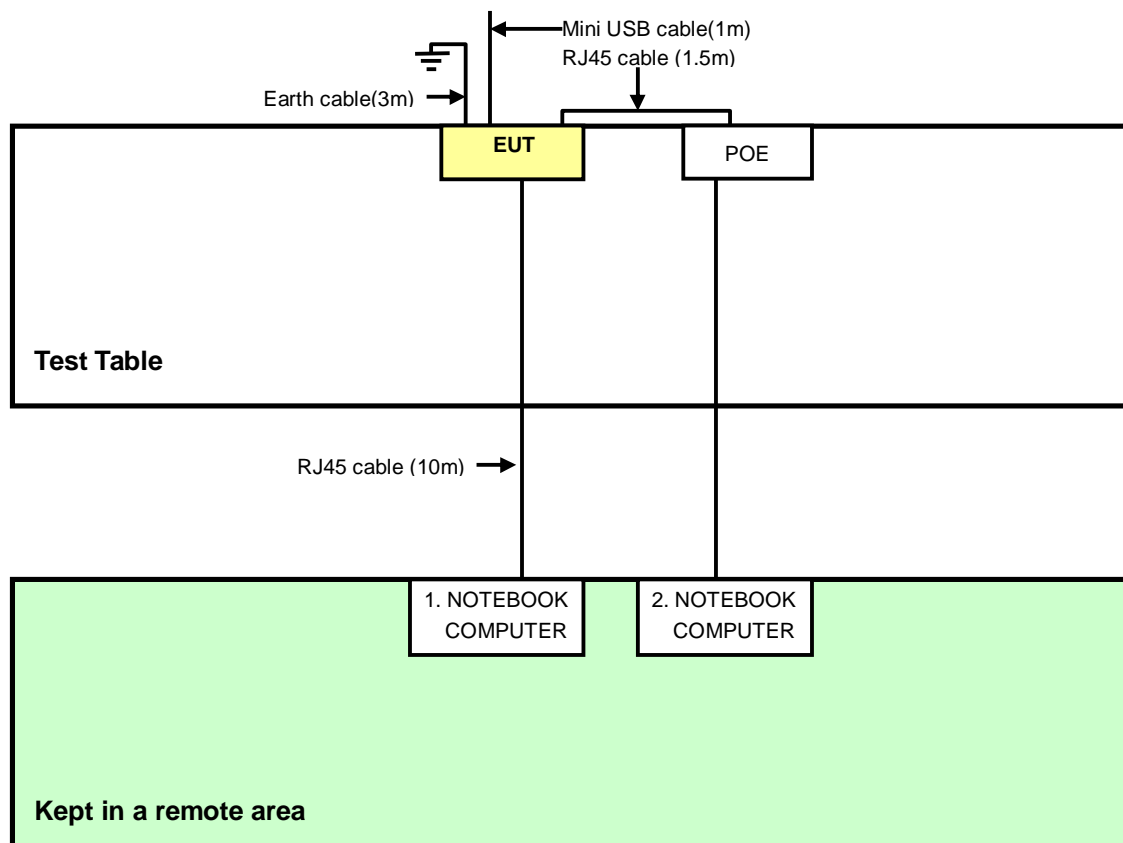 Mini USB cable(1m)
RJ45 cable (1.5m)
Earth cable(3m)
EUT
POE
Test Table
RJ45 cable (10m)
1. NOTEBOOK
COMPUTER
2. NOTEBOOK
COMPUTER
Kept in a remote area